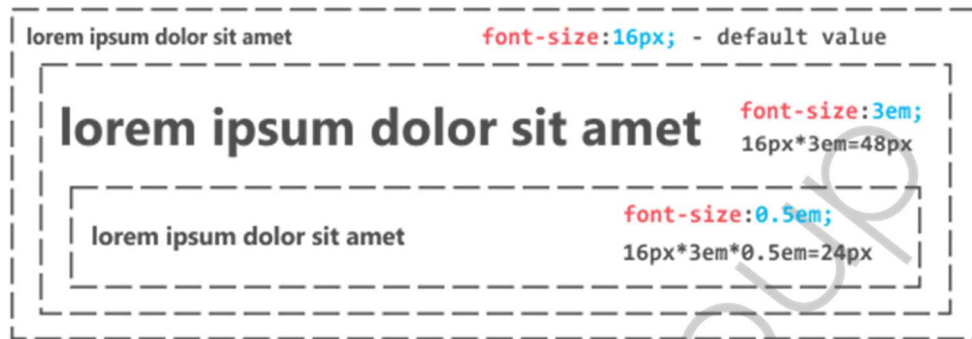 lorem ipsum dolor sit amet font-size:16px; - default value
lorem ipsum dolor sit amet font-size:3em;
16px*3em=48px
font-size:0.5em;
lorem ipsum dolor sit amet
16px*3em*0.5em=24px
oup